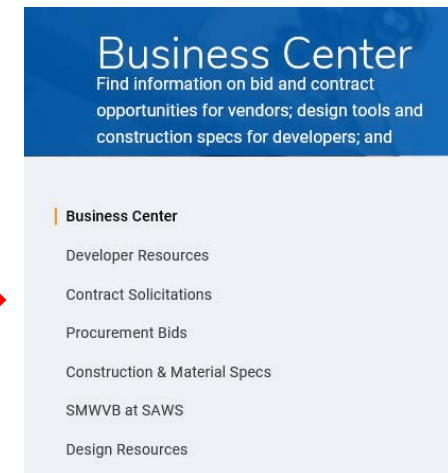 Business Center
Find information on bid and contract
opportunities for vendors; design tools and
construction specs for developers; and
Business Center
Developer Resources
Contract Solicitations
Procurement Bids
Construction & Material Specs
SMWVB at SAWS
Design Resources